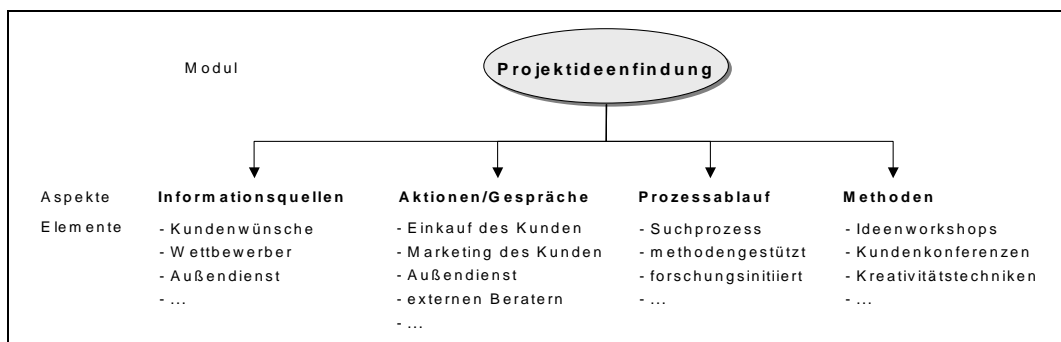 Modul
Projektideenfindung
Aspekte
Informationsquellen
Aktionen/Gespräche
Prozessablauf
Methoden
Elemente
- Kundenwünsche
- Wettbewerber
- Außendienst
- ...
- Einkauf des Kunden
- Marketing des Kunden
- Außendienst
- externen Beratern
- ...
- Suchprozess
- methodengestützt
- forschungsinitiiert
- ...
- Ideenworkshops
- Kundenkonferenzen
- Kreativitätstechniken
- ...